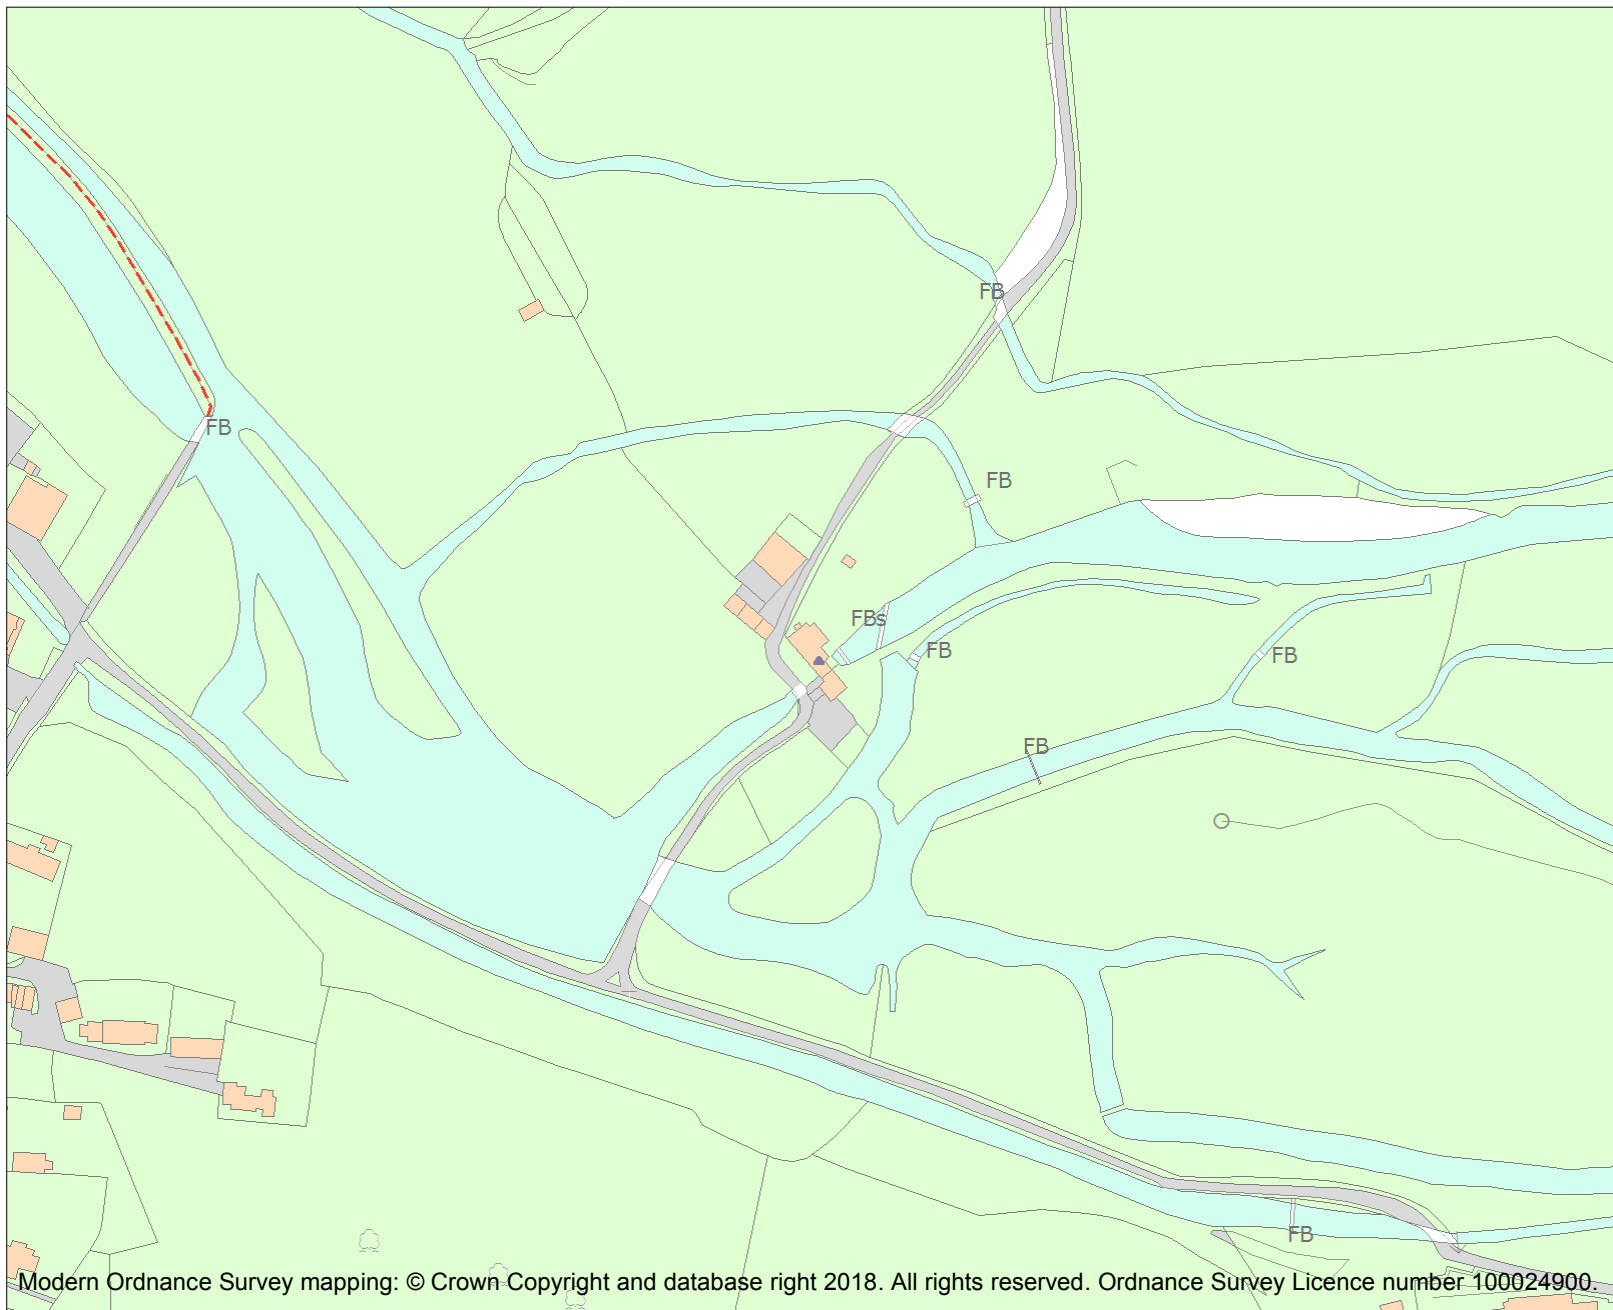 FB
FB
FB
FBs
FB
FB
FB
FB
Modern Ordnance Survey mapping: © Crown Copyright and database right 2018. All rights reserved. Ordnance Survey Licence number 100024900.